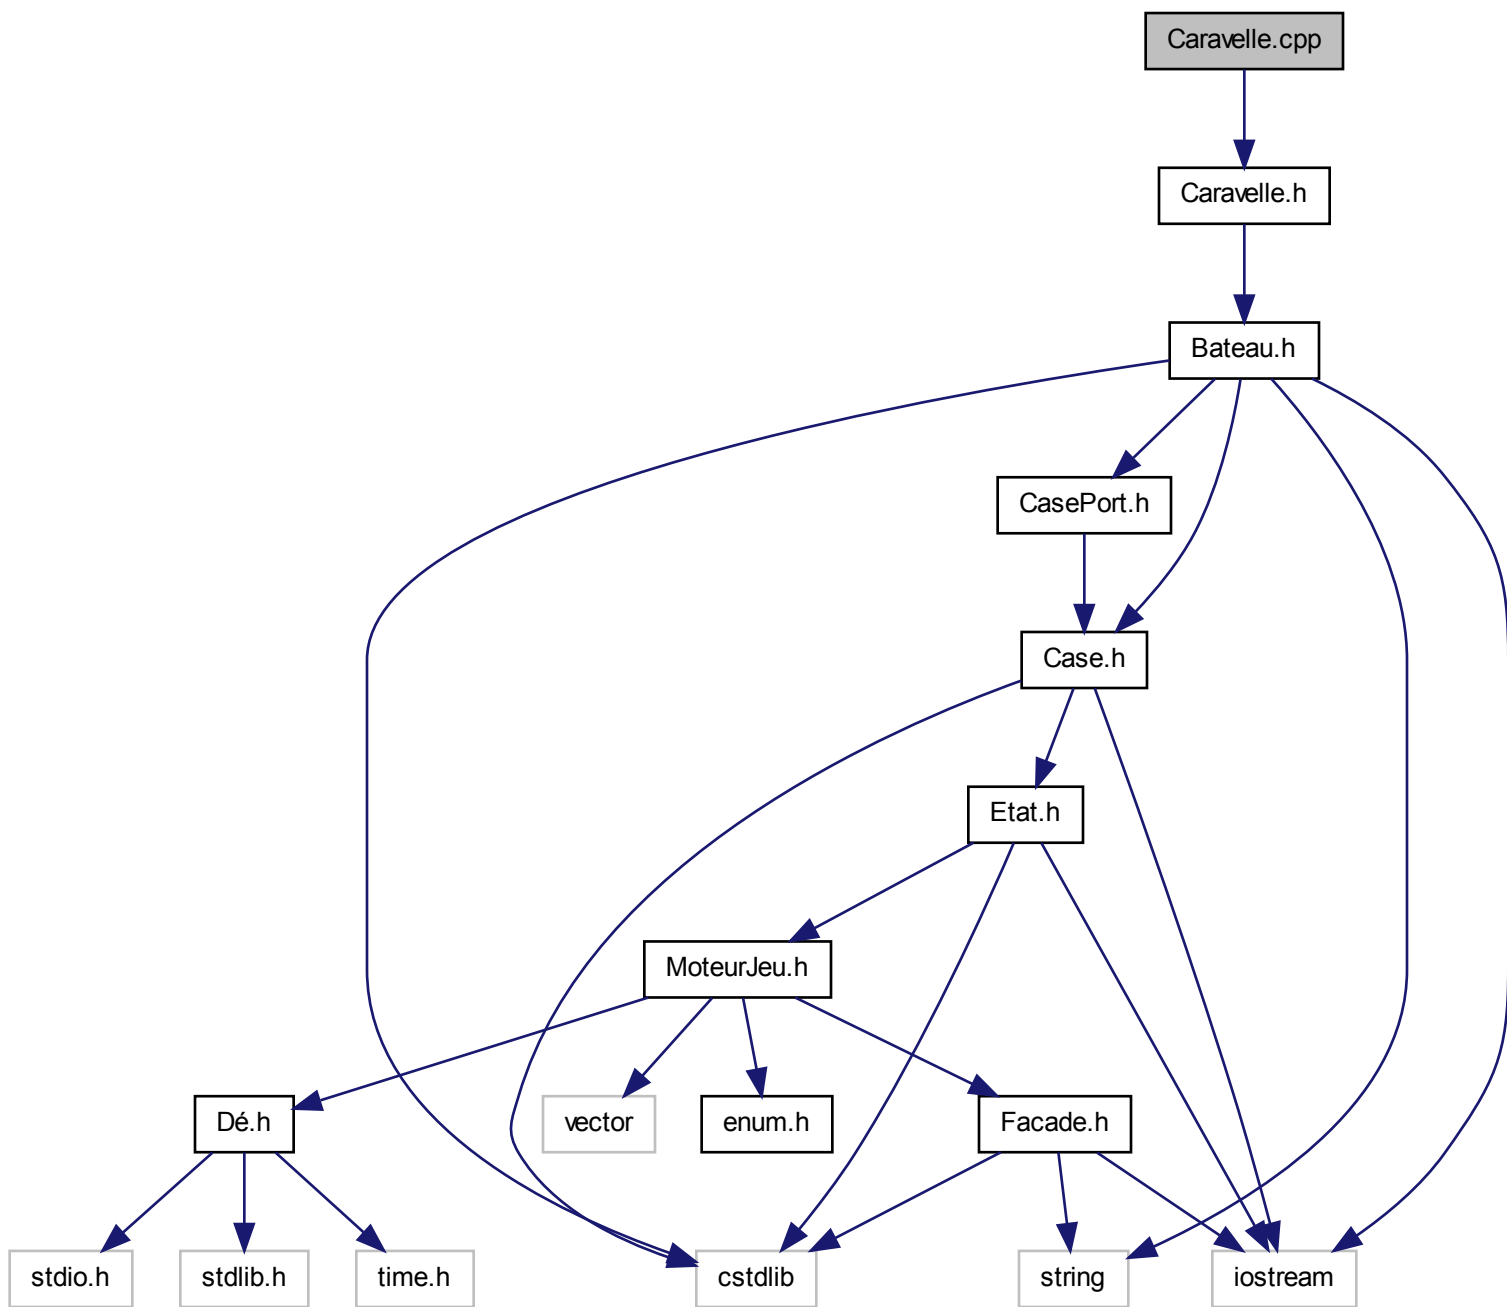 Caravelle.cpp
Caravelle.h
Bateau.h
CasePort.h
Case.h
Etat.h
MoteurJeu.h
Dé.h
vector
enum.h
Facade.h
stdio.h
stdlib.h
time.h
cstdlib
string
iostream